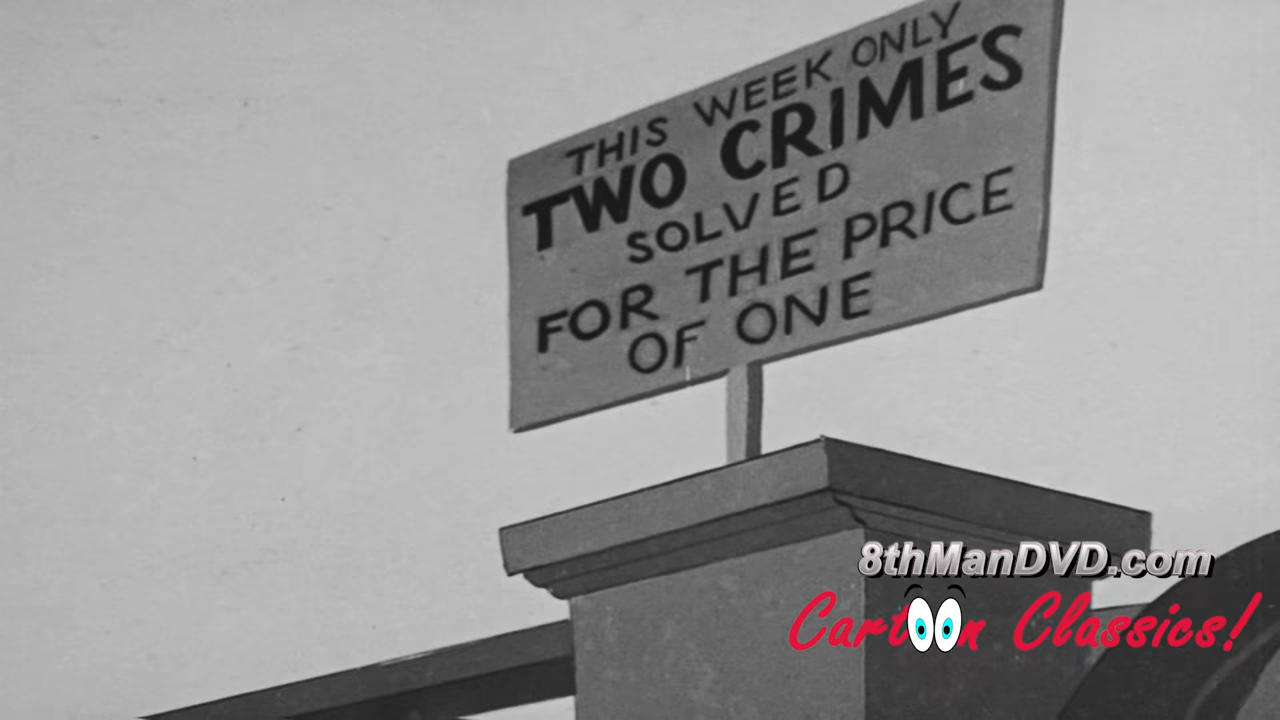 THIS WEEK ONLY
TWO CRIMES
SOLVED
FOR THE PRICE
OF ONE
8thManDVD.com
Cartoon Classics!